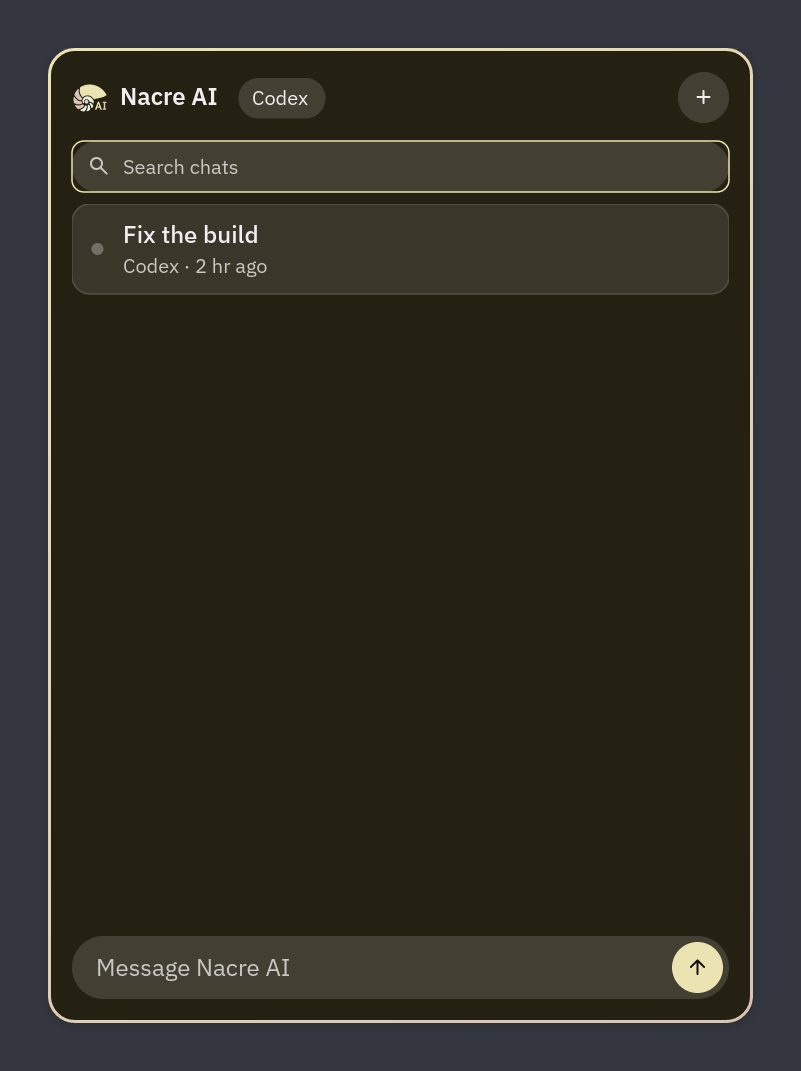 AI
Nacre AI
Codex
+
Search chats
Fix the build
Codex · 2 hr ago
Message Nacre AI